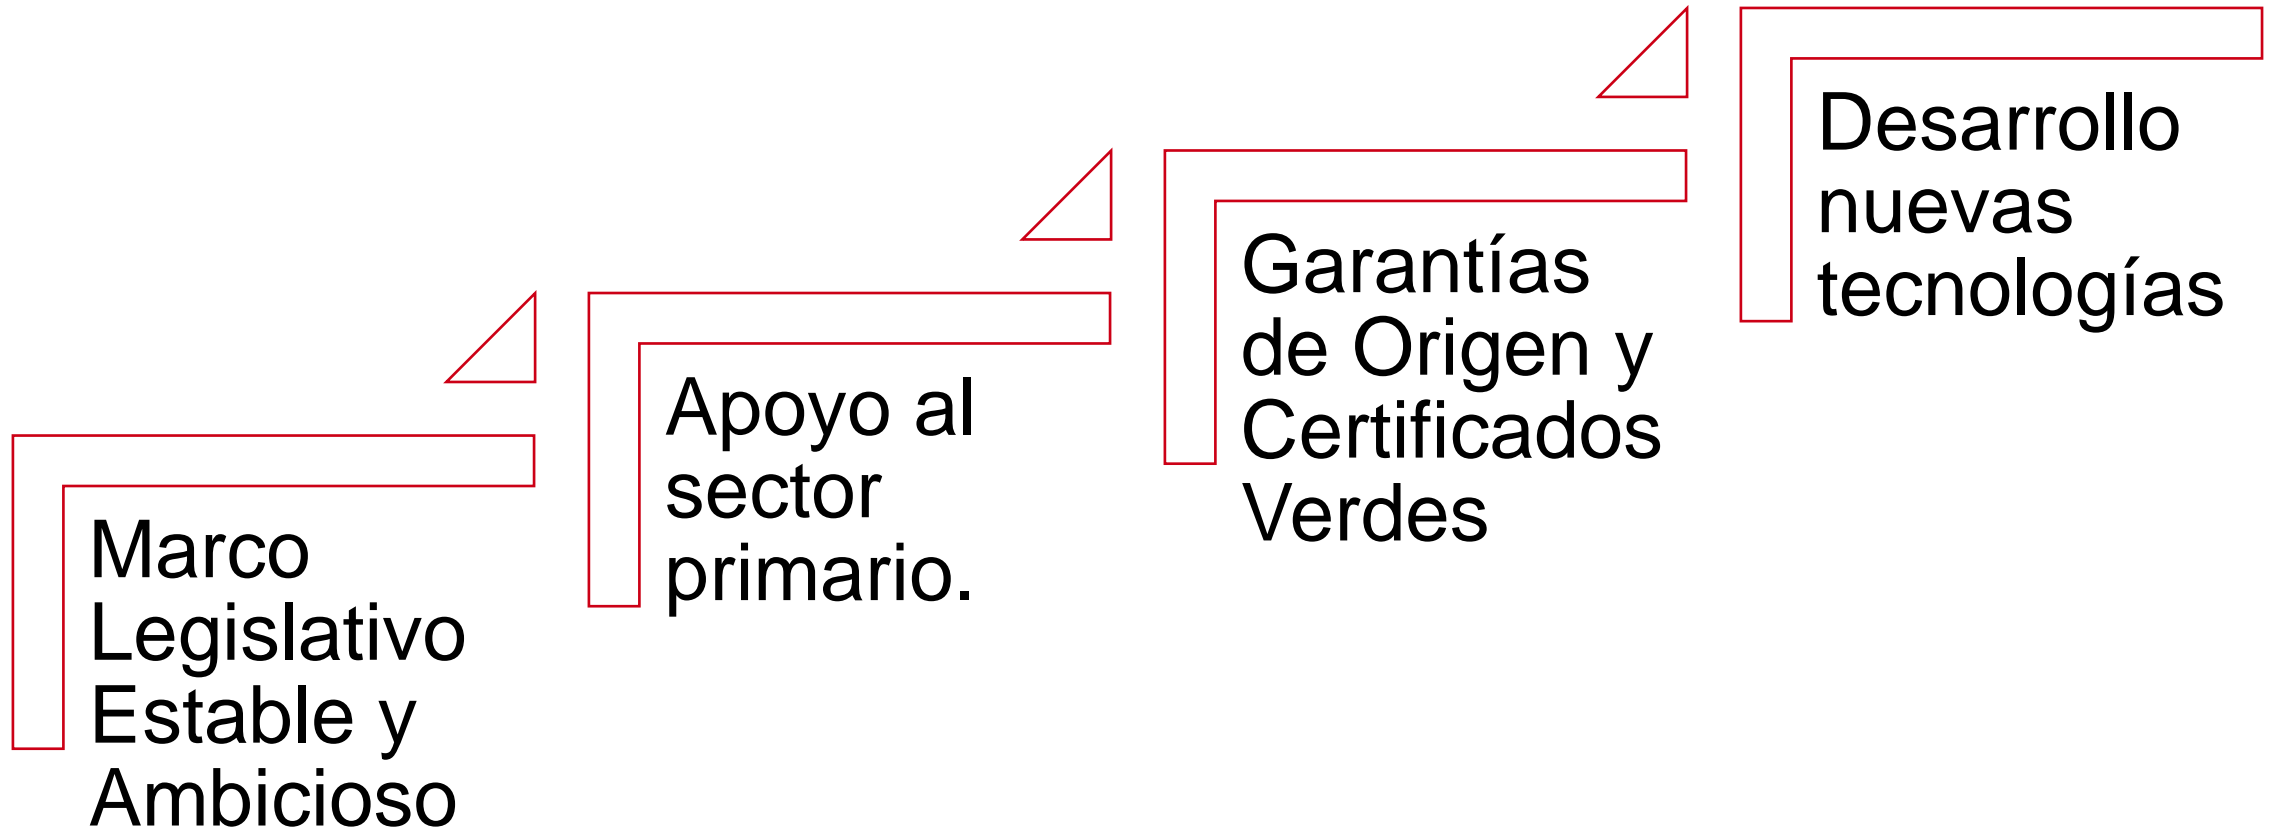 Marco
Legislativo
Estable y
Ambicioso
Apoyo al
sector
primario.
Garantías
de Origen y
Certificados
Verdes
Desarrollo
nuevas
tecnologías